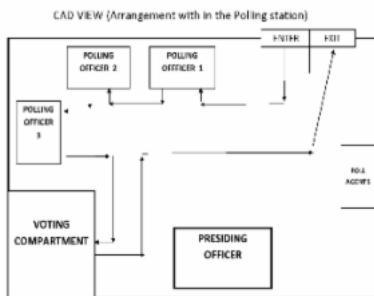 CAD VIEW (Arrangement with in the Polling station)
ENTER EXIT
POLLING
OFFICER 2
POLLING
OFFICER 1
POLLING
OFFICER
3
POLL
AGENTS
VOTING
COMPARTMENT
PRESIDING
OFFICER